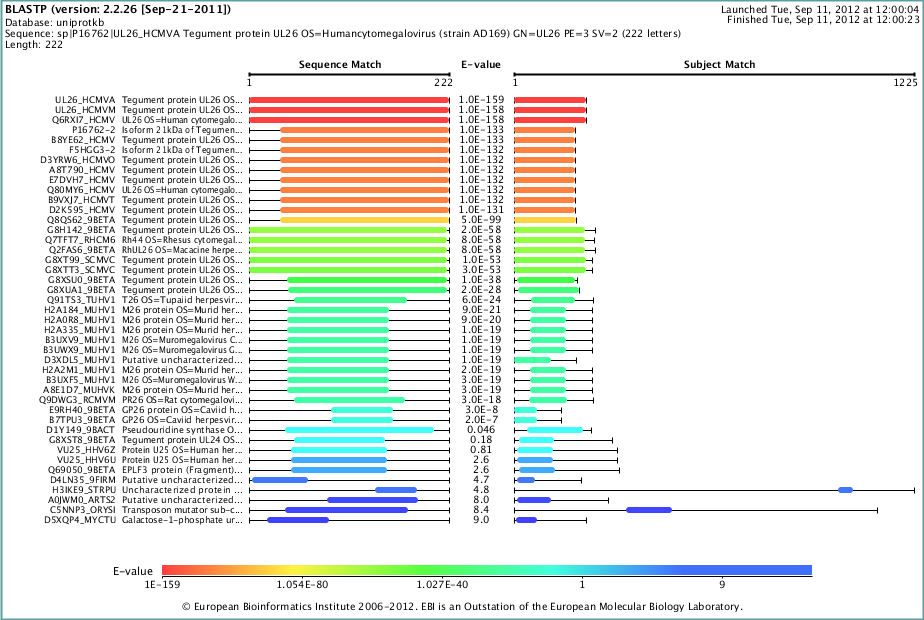 BLASTP (version: 2.2.26 [Sep-21-2011])
Launched Tue, Sep 11, 2012 at 12:00:04
Database: uniprotkb
Finished Tue, Sep 11, 2012 at 12:00:23
Sequence: sp|P16762|UL26_HCMVA Tegument protein UL26 OS=Humancytomegalovirus (strain AD169) GN=UL26 PE=3 SV=2 (222 letters)
Length: 222
Sequence Match E-value Subject Match
1 222 1 1225
UL26_HCMVA Tegument protein UL26 OS... 1.0E-159
UL26_HCMVM Tegument protein UL26 OS... 1.0E-158
Q6RXI7_HCMV UL26 OS=Human cytomegalo... 1.0E-158
P16762-2 Isoform 21kDa of Tegumen... 1.0E-133
B8YE62_HCMV Tegument protein UL26 OS... 1.0E-133
F5HGG3-2 Isoform 21kDa of Tegumen... 1.0E-132
D3YRW6_HCMVO Tegument protein UL26 OS... 1.0E-132
A8T790_HCMV Tegument protein UL26 OS... 1.0E-132
E7DVH7_HCMV Tegument protein UL26 OS... 1.0E-132
Q80MY6_HCMV UL26 OS=Human cytomegalo... 1.0E-132
B9VXJ7_HCMVT Tegument protein UL26 OS... 1.0E-132
D2K595_HCMV Tegument protein UL26 OS... 1.0E-131
Q8QS62_9BETA Tegument protein UL26 OS... 5.0E-99
G8H142_9BETA Tegument protein UL26 OS... 2.0E-58
Q7TFT7_RHCM6 Rh44 OS=Rhesus cytomegal... 8.0E-58
Q2FAS6_9BETA RhUL26 OS=Macacine herpe... 8.0E-58
G8XT99_SCMVC Tegument protein UL26 OS... 1.0E-53
G8XTT3_SCMVC Tegument protein UL26 OS... 3.0E-53
G8XSU0_9BETA Tegument protein UL26 OS... 1.0E-38
G8XUA1_9BETA Tegument protein UL26 OS... 2.0E-28
Q91TS3_TUHV1 T26 OS=Tupaiid herpesvir... 6.0E-24
H2A184_MUHV1 M26 protein OS=Murid her... 9.0E-21
H2A0R8_MUHV1 M26 protein OS=Murid her... 9.0E-20
H2A335_MUHV1 M26 protein OS=Murid her... 1.0E-19
B3UXV9_MUHV1 M26 OS=Muromegalovirus C... 1.0E-19
B3UWX9_MUHV1 M26 OS=Muromegalovirus G... 1.0E-19
D3XDL5_MUHV1 Putative uncharacterized... 1.0E-19
H2A2M1_MUHV1 M26 protein OS=Murid her... 2.0E-19
B3UXF5_MUHV1 M26 OS=Muromegalovirus W... 3.0E-19
A8E1D7_MUHVK M26 protein OS=Murid her... 3.0E-19
Q9DWG3_RCMVM PR26 OS=Rat cytomegalovi... 3.0E-18
E9RH40_9BETA GP26 protein OS=Caviid h... 3.0E-8
B7TPU3_9BETA GP26 OS=Caviid herpesvir... 2.0E-7
D1Y149_9BACT Pseudouridine synthase O... 0.046
G8XST8_9BETA Tegument protein UL24 OS... 0.18
VU25_HHV6Z Protein U25 OS=Human herp... 0.81
VU25_HHV6U Protein U25 OS=Human herp... 2.6
Q69050_9BETA EPLF3 protein (Fragment)... 2.6
D4LN35_9FIRM Putative uncharacterized... 4.7
H3IKE9_STRPU Uncharacterized protein ... 4.8
A0JWM0_ARTS2 Putative uncharacterized... 8.0
C5NNP3_ORYSI Transposon mutator sub-c... 8.4
D5XQP4_MYCTU Galactose-1-phosphate ur... 9.0
E-value
1E-159 1.054E-80 1.027E-40 1 9
© European Bioinformatics Institute 2006-2012. EBI is an Outstation of the European Molecular Biology Laboratory.